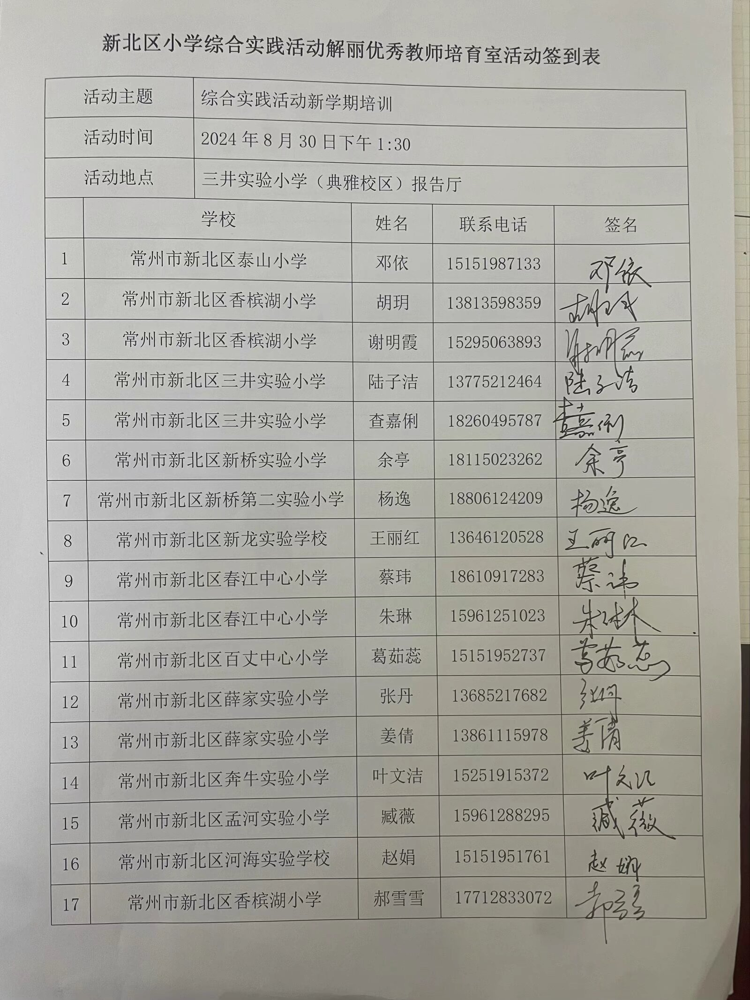 新北区小学综合实践活动解丽优秀教师培育室活动签到表
活动主题 综合实践活动新学期培训
活动时间 2024年8月30日下午1:30
活动地点 三井实验小学（典雅校区）报告厅
学校 姓名 联系电话 签名
1 常州市新北区泰山小学 邓依 15151987133 邓依
2 常州市新北区香槟湖小学 胡玥 13813598359 胡玥
3 常州市新北区香槟湖小学 谢明霞 15295063893 谢明霞
4 常州市新北区三井实验小学 陆子洁 13775212464 陆子洁
5 常州市新北区三井实验小学 查嘉俐 18260495787 查嘉俐
6 常州市新北区新桥实验小学 余亭 18115023262 余亭
7 常州市新北区新桥第二实验小学 杨逸 18806124209 杨逸
8 常州市新北区新龙实验学校 王丽红 13646120528 王丽红
9 常州市新北区春江中心小学 蔡玮 18610917283 蔡玮
10 常州市新北区春江中心小学 朱琳 15961251023 朱琳
11 常州市新北区百丈中心小学 葛茹蕊 15151952737 葛茹蕊
12 常州市新北区薛家实验小学 张丹 13685217682 张丹
13 常州市新北区薛家实验小学 姜倩 13861115978 姜倩
14 常州市新北区奔牛实验小学 叶文洁 15251915372 叶文洁
15 常州市新北区孟河实验小学 臧薇 15961288295 臧薇
16 常州市新北区河海实验学校 赵娟 15151951761 赵娟
17 常州市新北区香槟湖小学 郝雪雪 17712833072 郝雪雪